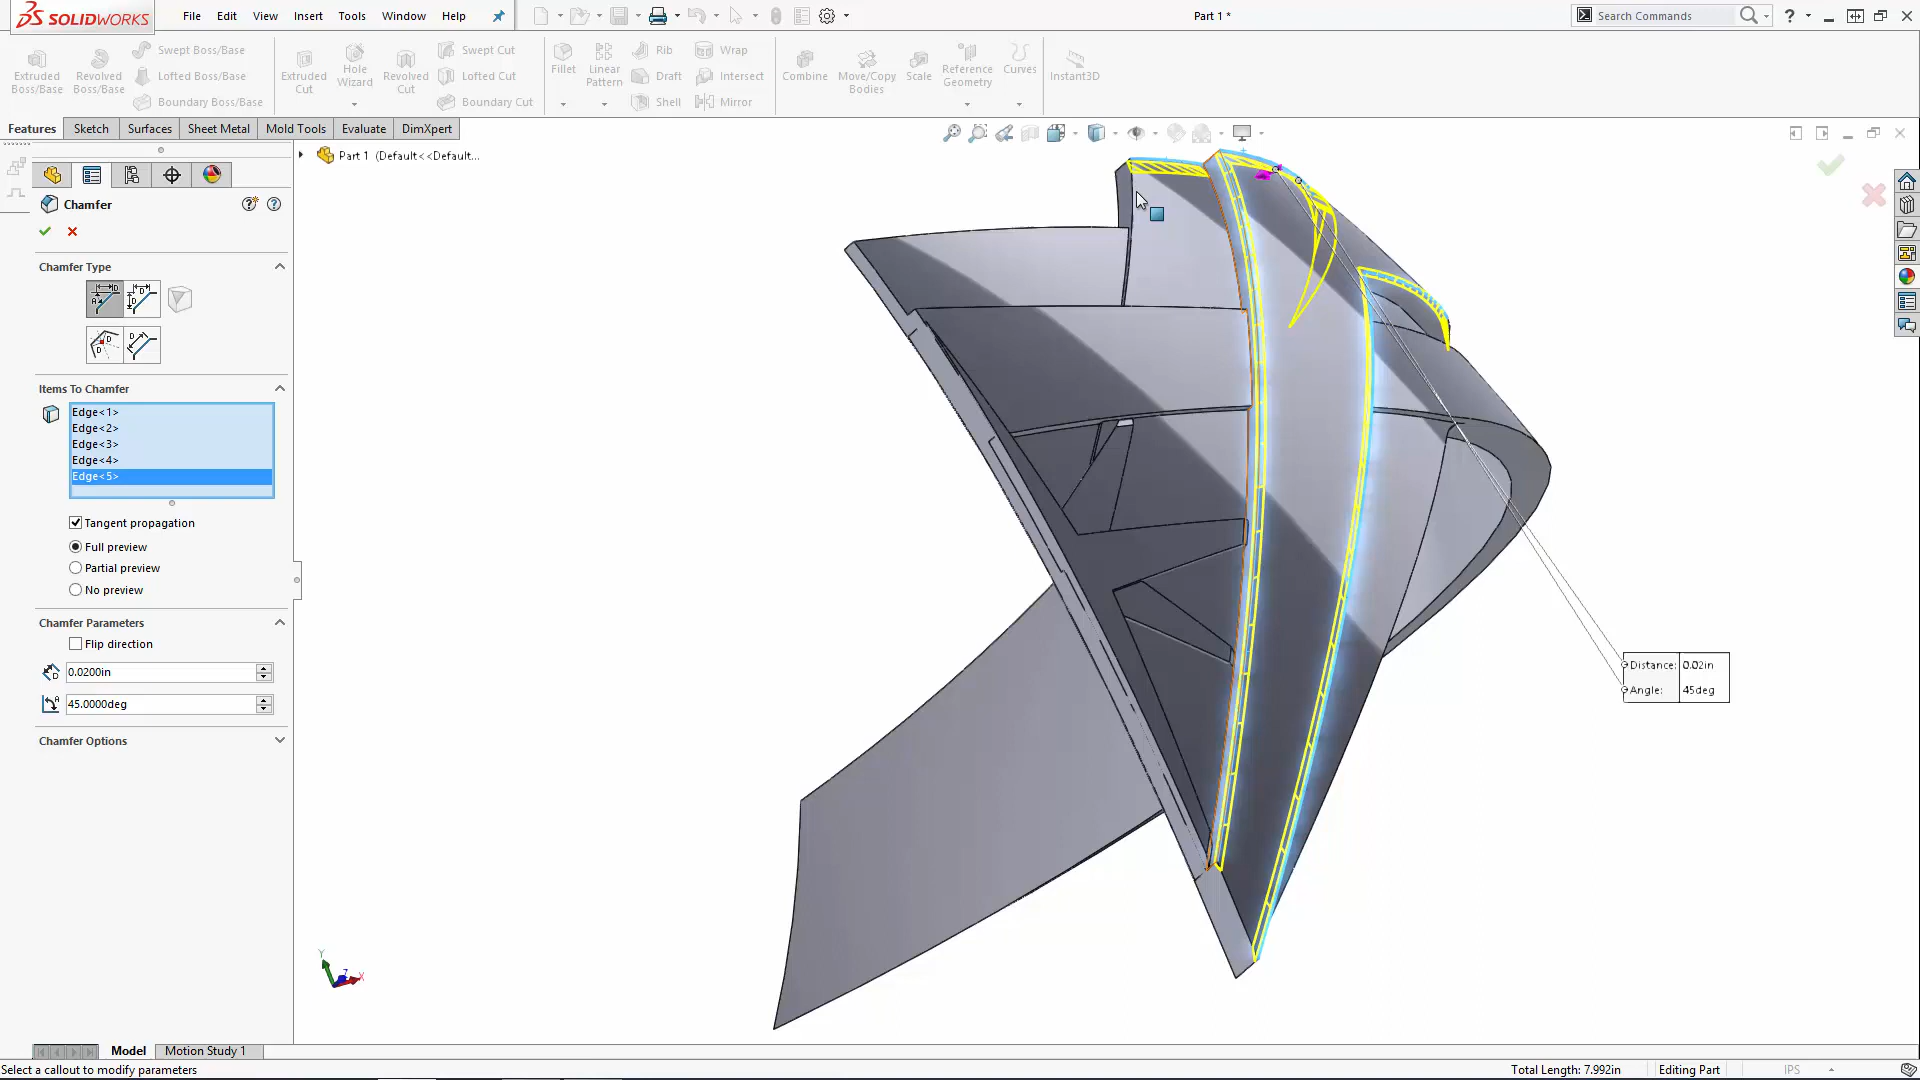 SOLIDWORKS
File Edit View Insert Tools Window Help
Part 1 *
Search Commands
?
Extruded Boss/Base
Revolved Boss/Base
Swept Boss/Base
Lofted Boss/Base
Boundary Boss/Base
Extruded Cut
Hole Wizard
Revolved Cut
Swept Cut
Lofted Cut
Boundary Cut
Fillet
Linear Pattern
Rib
Draft
Shell
Wrap
Intersect
Mirror
Combine
Move/Copy Bodies
Scale
Reference Geometry
Curves
Instant3D
Features Sketch Surfaces Sheet Metal Mold Tools Evaluate DimXpert
Part 1 (Default<<Default...
Chamfer
Chamfer Type
Items To Chamfer
Edge<1>
Edge<2>
Edge<3>
Edge<4>
Edge<5>
Tangent propagation
Full preview
Partial preview
No preview
Chamfer Parameters
Flip direction
0.0200in
45.0000deg
Chamfer Options
Distance: 0.02in
Angle: 45deg
Y
Z
X
Model Motion Study 1
Select a callout to modify parameters
Total Length: 7.992in Editing Part IPS